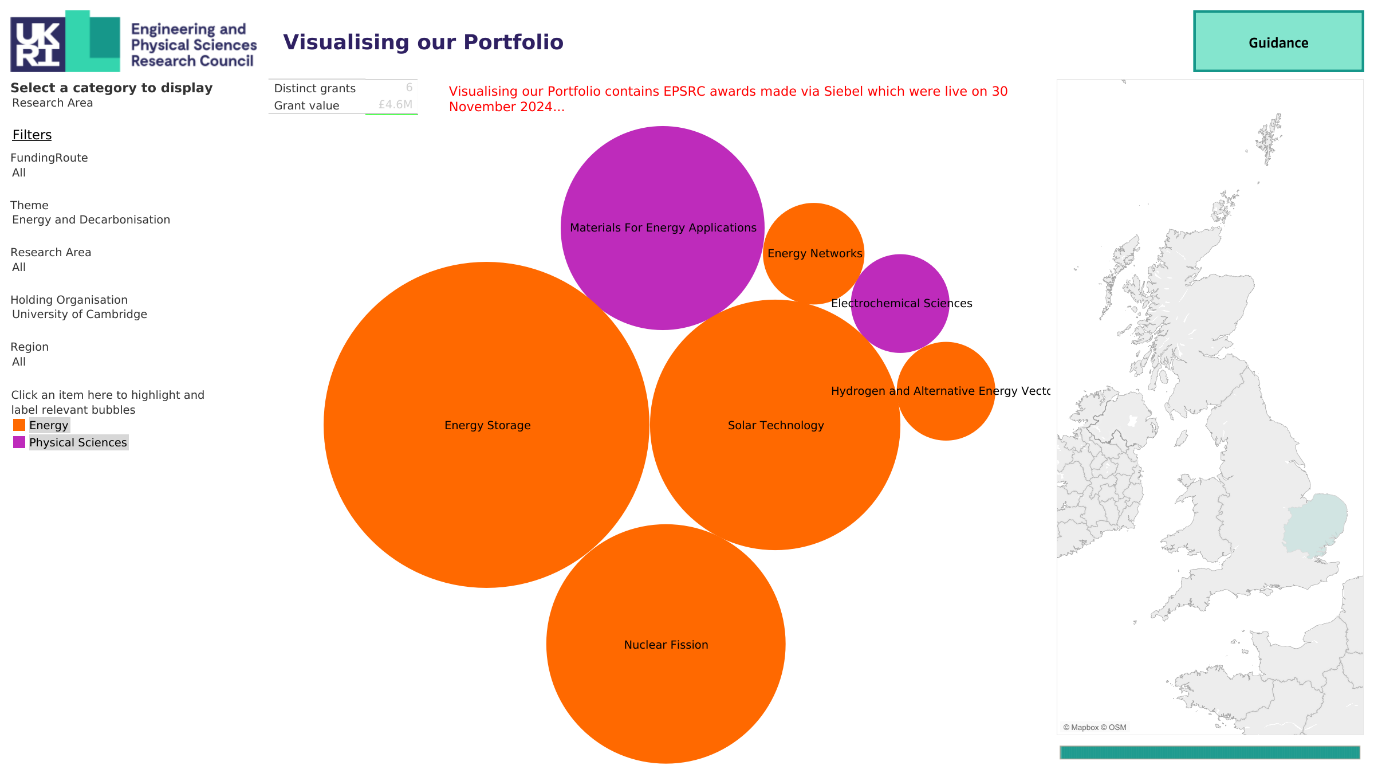 UK
RI
Engineering and
Physical Sciences
Research Council
Visualising our Portfolio
Guidance
Select a category to display
Research Area
Distinct grants 6
Grant value £4.6M
Visualising our Portfolio contains EPSRC awards made via Siebel which were live on 30
November 2024...
Filters
FundingRoute
All
Theme
Energy and Decarbonisation
Research Area
All
Holding Organisation
University of Cambridge
Region
All
Click an item here to highlight and
label relevant bubbles
Energy
Physical Sciences
Materials For Energy Applications
Energy Networks
Electrochemical Sciences
Hydrogen and Alternative Energy Vecto
Energy Storage
Solar Technology
Nuclear Fission
© Mapbox © OSM